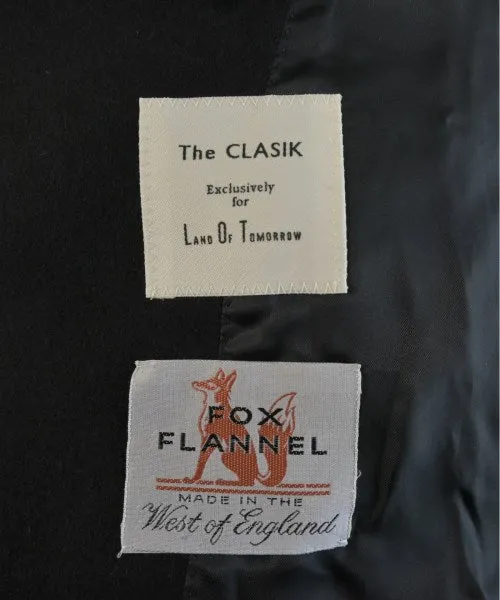 The CLASIK
Exclusively
for
LAND OF TOMORROW
FOX
FLANNEL
MADE IN THE
West of England